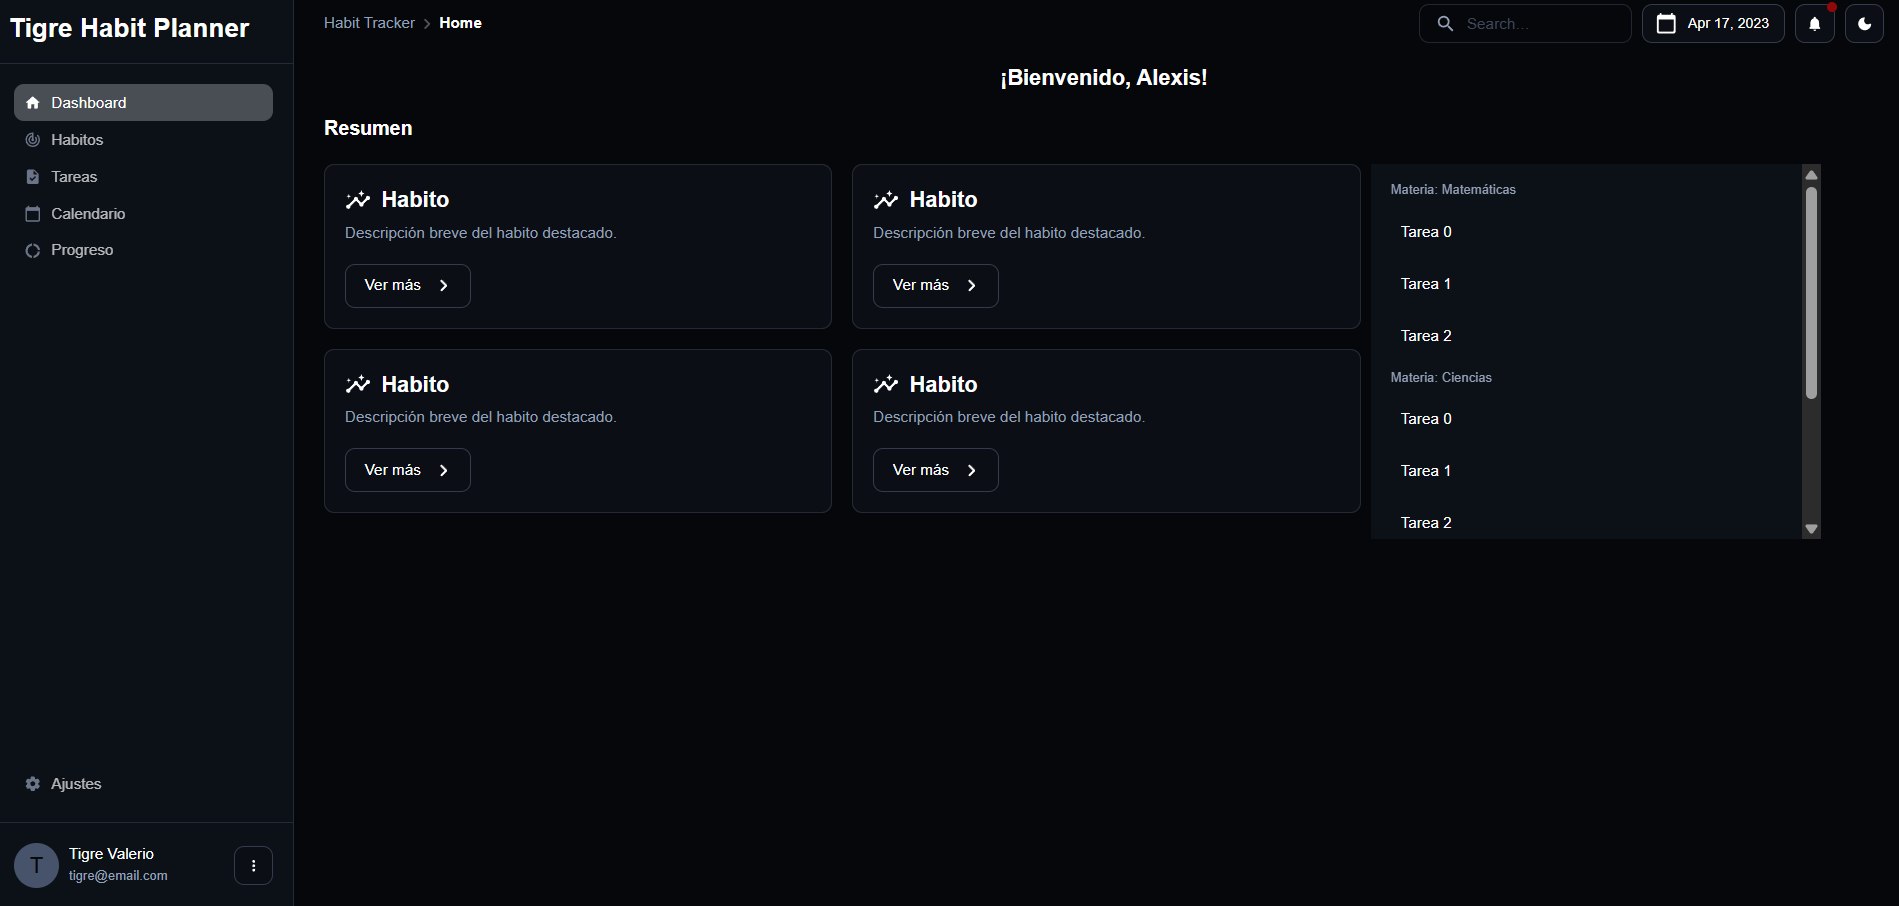 Tigre Habit Planner
Dashboard
Habitos
Tareas
Calendario
Progreso
Ajustes
T
Tigre Valerio
tigre@email.com
Habit Tracker > Home
Search...
Apr 17, 2023
¡Bienvenido, Alexis!
Resumen
Habito
Descripción breve del habito destacado.
Ver más
Habito
Descripción breve del habito destacado.
Ver más
Habito
Descripción breve del habito destacado.
Ver más
Habito
Descripción breve del habito destacado.
Ver más
Materia: Matemáticas
Tarea 0
Tarea 1
Tarea 2
Materia: Ciencias
Tarea 0
Tarea 1
Tarea 2